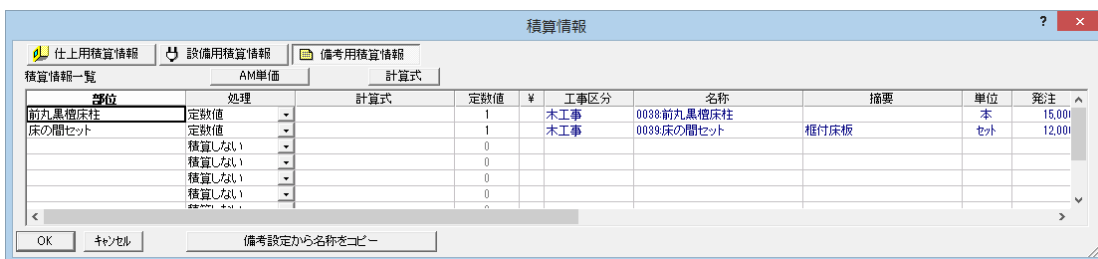 積算情報
? ×
仕上用積算情報 設備用積算情報 備考用積算情報
積算情報一覧 AM単価 計算式
部位 処理 計算式 定数値 ¥ 工事区分 名称 摘要 単位 発注
前丸黒檀床柱 定数値 1 木工事 0038:前丸黒檀床柱 本 15,00
床の間セット 定数値 1 木工事 0039:床の間セット 框付床板 セット 12,00
積算しない 0
積算しない 0
積算しない 0
OK キャンセル 備考設定から名称をコピー